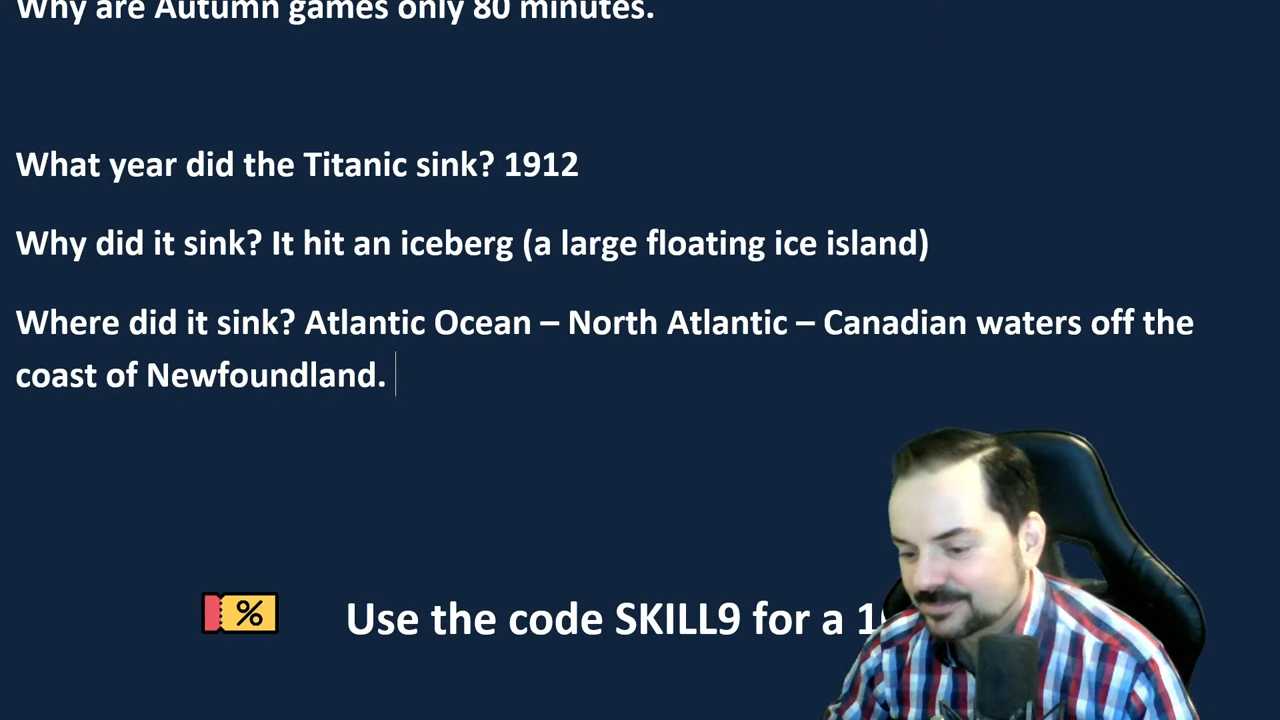 Why are Autumn games only 80 minutes.
What year did the Titanic sink? 1912
Why did it sink? It hit an iceberg (a large floating ice island)
Where did it sink? Atlantic Ocean – North Atlantic – Canadian waters off the
coast of Newfoundland.
% Use the code SKILL9 for a